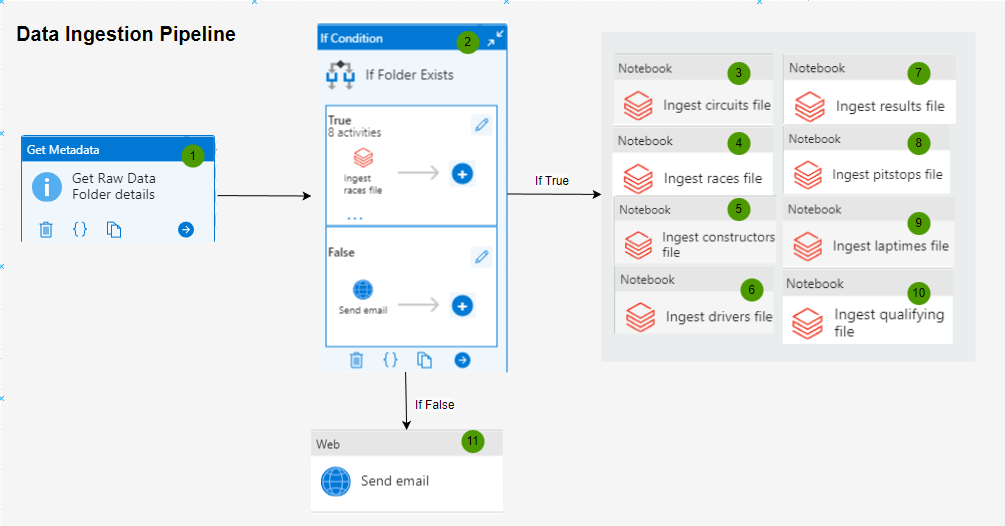 Data Ingestion Pipeline
Get Metadata
1
Get Raw Data
Folder details
{}
If Condition
2
If Folder Exists
True
8 activities
Ingest
races file
...
False
Send email
{}
If True
If False
Notebook
3
Ingest circuits file
Notebook
4
Ingest races file
Notebook
5
Ingest constructors
file
Notebook
6
Ingest drivers file
Notebook
7
Ingest results file
Notebook
8
Ingest pitstops file
Notebook
9
Ingest laptimes file
Notebook
10
Ingest qualifying
file
Web
11
Send email